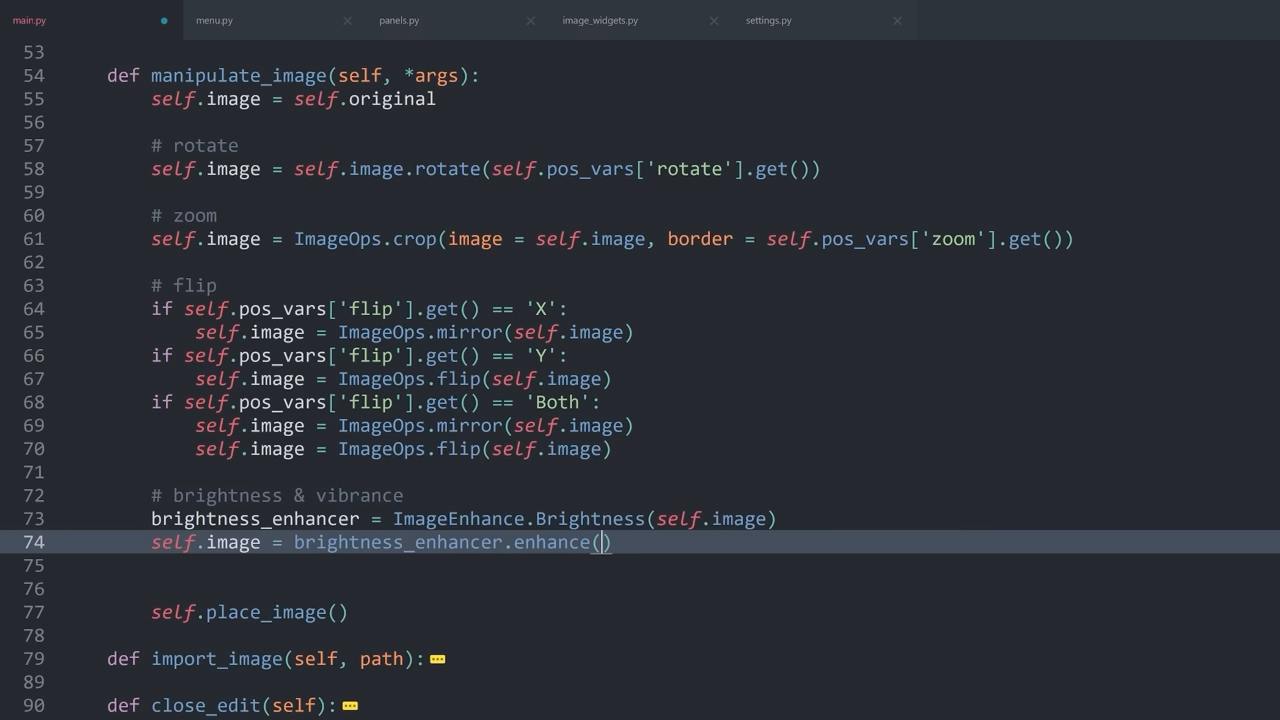 main.py menu.py panels.py image_widgets.py settings.py
53
54 def manipulate_image(self, *args):
55 self.image = self.original
56
57 # rotate
58 self.image = self.image.rotate(self.pos_vars['rotate'].get())
59
60 # zoom
61 self.image = ImageOps.crop(image = self.image, border = self.pos_vars['zoom'].get())
62
63 # flip
64 if self.pos_vars['flip'].get() == 'X':
65 self.image = ImageOps.mirror(self.image)
66 if self.pos_vars['flip'].get() == 'Y':
67 self.image = ImageOps.flip(self.image)
68 if self.pos_vars['flip'].get() == 'Both':
69 self.image = ImageOps.mirror(self.image)
70 self.image = ImageOps.flip(self.image)
71
72 # brightness & vibrance
73 brightness_enhancer = ImageEnhance.Brightness(self.image)
74 self.image = brightness_enhancer.enhance()
75
76
77 self.place_image()
78
79 def import_image(self, path):
89
90 def close_edit(self):